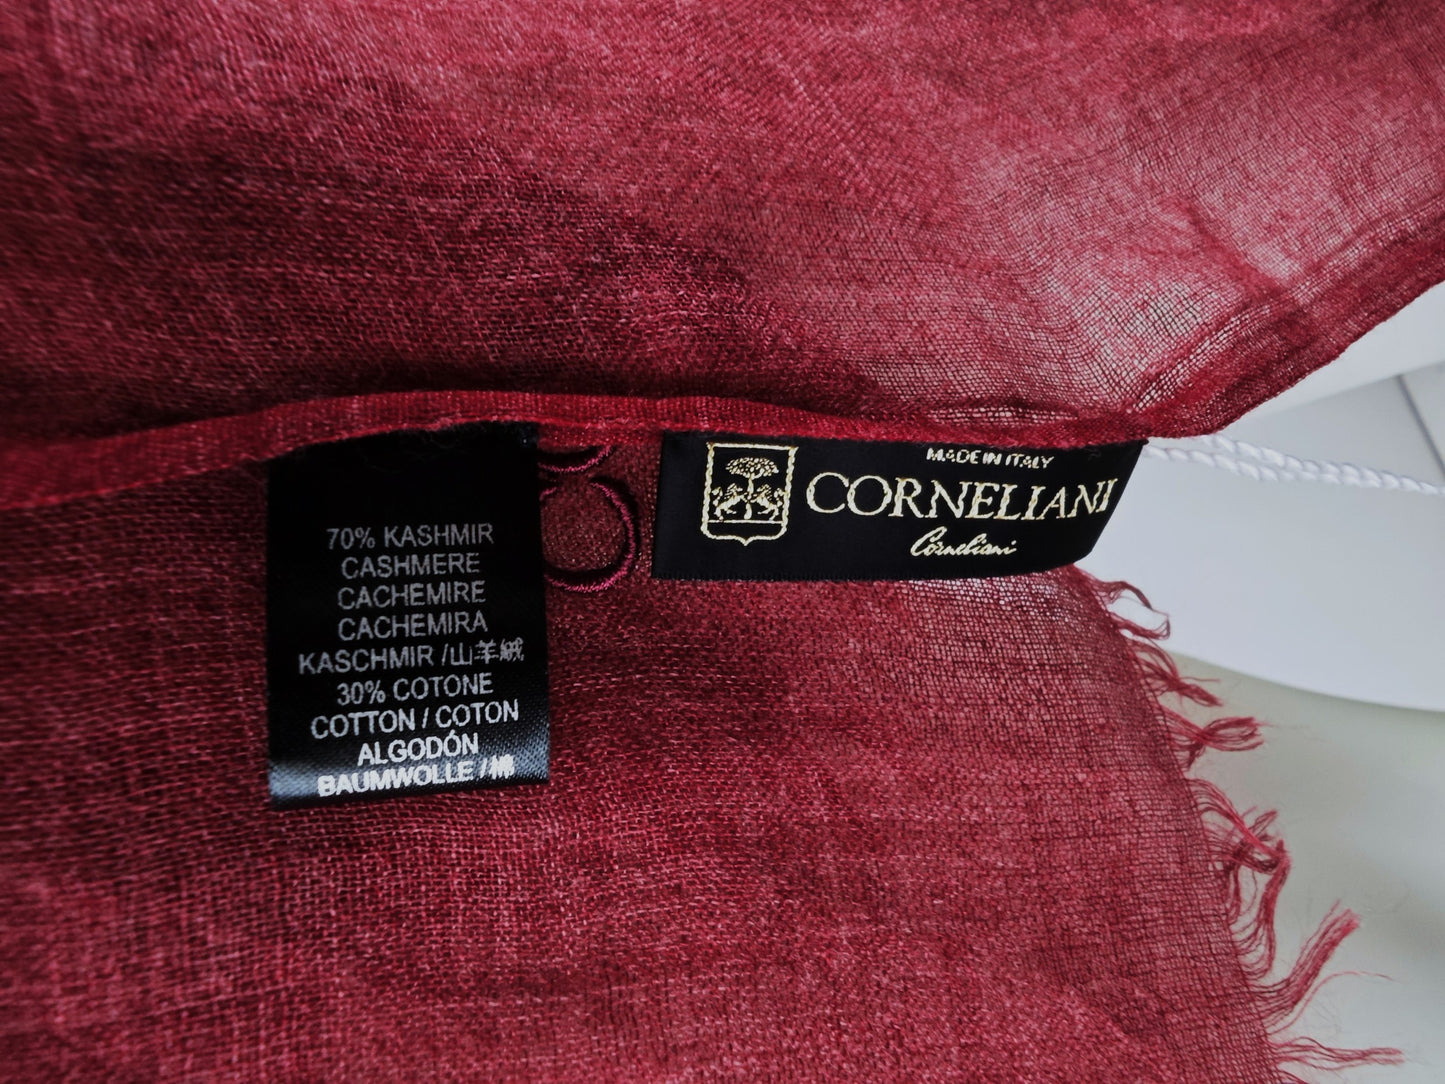 70% KASHMIR
CASHMERE
CACHEMIRE
CACHEMIRA
KASCHMIR /山羊絨
30% COTONE
COTTON / COTON
ALGODÓN
BAUMWOLLE / 棉
MADE IN ITALY
CORNELIANI
Corneliani